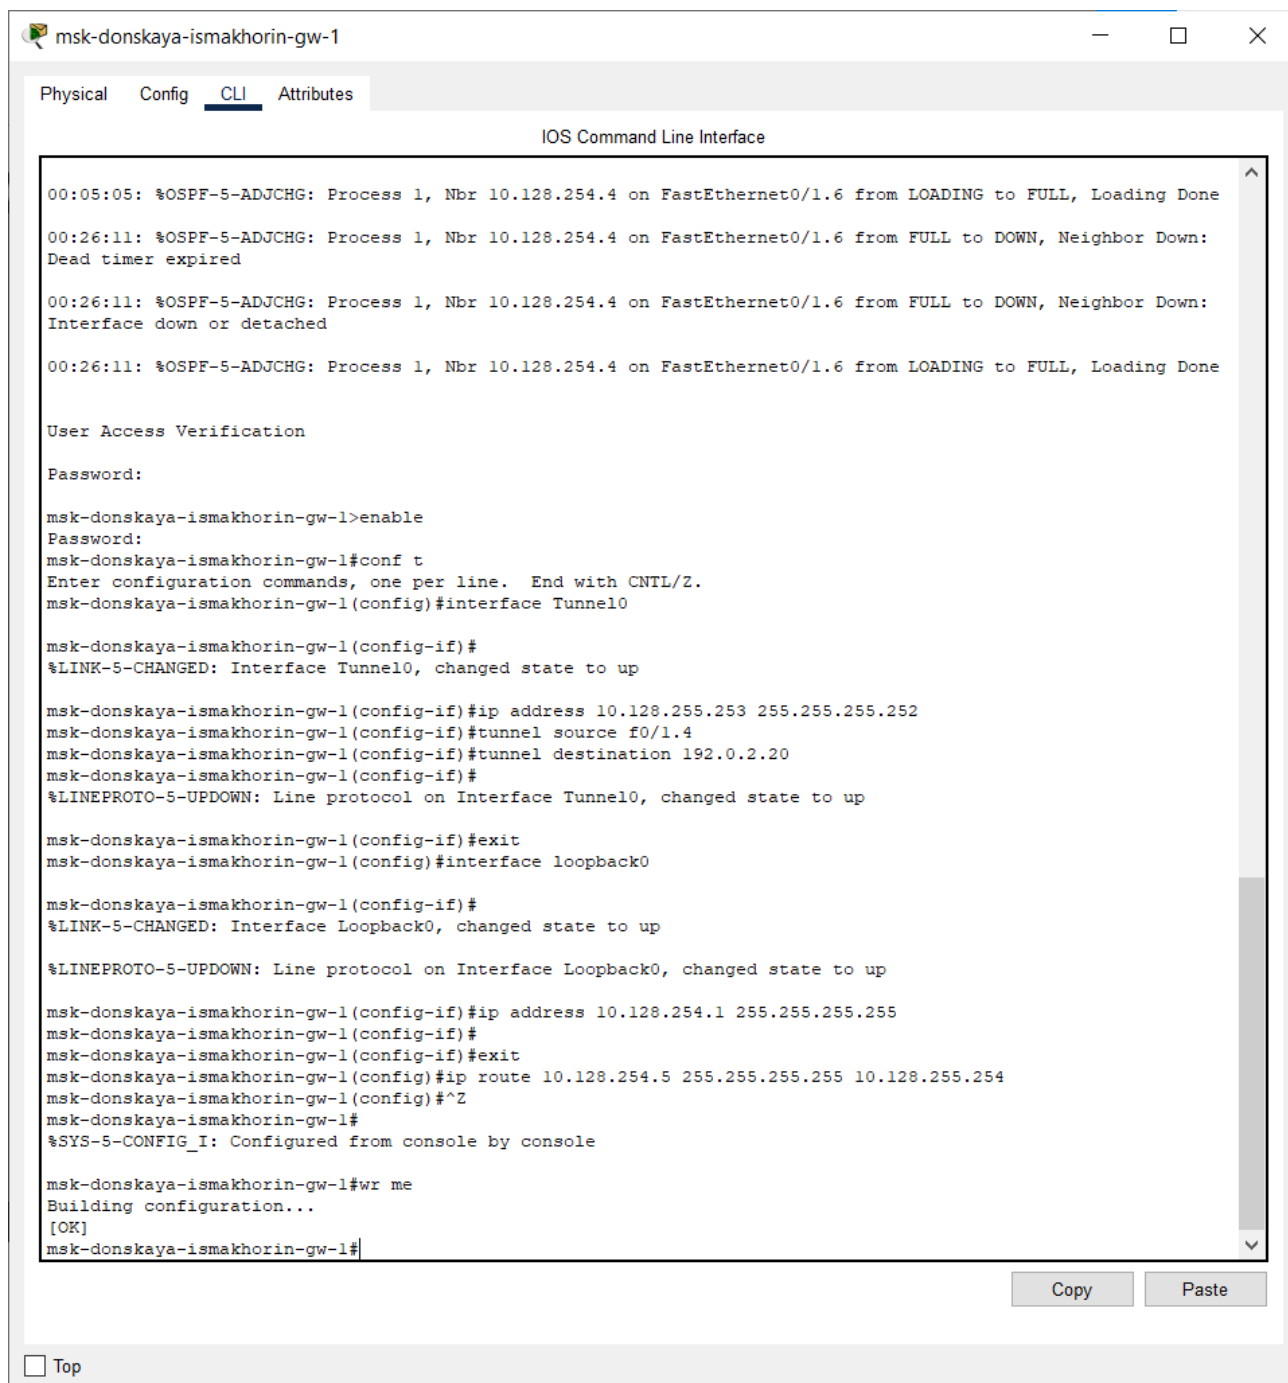 msk-donskaya-ismakhorin-gw-1
Physical Config CLI Attributes
IOS Command Line Interface
00:05:05: %OSPF-5-ADJCHG: Process 1, Nbr 10.128.254.4 on FastEthernet0/1.6 from LOADING to FULL, Loading Done
00:26:11: %OSPF-5-ADJCHG: Process 1, Nbr 10.128.254.4 on FastEthernet0/1.6 from FULL to DOWN, Neighbor Down:
Dead timer expired
00:26:11: %OSPF-5-ADJCHG: Process 1, Nbr 10.128.254.4 on FastEthernet0/1.6 from FULL to DOWN, Neighbor Down:
Interface down or detached
00:26:11: %OSPF-5-ADJCHG: Process 1, Nbr 10.128.254.4 on FastEthernet0/1.6 from LOADING to FULL, Loading Done
User Access Verification
Password:
msk-donskaya-ismakhorin-gw-1>enable
Password:
msk-donskaya-ismakhorin-gw-1#conf t
Enter configuration commands, one per line.  End with CNTL/Z.
msk-donskaya-ismakhorin-gw-1(config)#interface Tunnel0
msk-donskaya-ismakhorin-gw-1(config-if)#
%LINK-5-CHANGED: Interface Tunnel0, changed state to up
msk-donskaya-ismakhorin-gw-1(config-if)#ip address 10.128.255.253 255.255.255.252
msk-donskaya-ismakhorin-gw-1(config-if)#tunnel source f0/1.4
msk-donskaya-ismakhorin-gw-1(config-if)#tunnel destination 192.0.2.20
msk-donskaya-ismakhorin-gw-1(config-if)#
%LINEPROTO-5-UPDOWN: Line protocol on Interface Tunnel0, changed state to up
msk-donskaya-ismakhorin-gw-1(config-if)#exit
msk-donskaya-ismakhorin-gw-1(config)#interface loopback0
msk-donskaya-ismakhorin-gw-1(config-if)#
%LINK-5-CHANGED: Interface Loopback0, changed state to up
%LINEPROTO-5-UPDOWN: Line protocol on Interface Loopback0, changed state to up
msk-donskaya-ismakhorin-gw-1(config-if)#ip address 10.128.254.1 255.255.255.255
msk-donskaya-ismakhorin-gw-1(config-if)#
msk-donskaya-ismakhorin-gw-1(config-if)#exit
msk-donskaya-ismakhorin-gw-1(config)#ip route 10.128.254.5 255.255.255.255 10.128.255.254
msk-donskaya-ismakhorin-gw-1(config)#^Z
msk-donskaya-ismakhorin-gw-1#
%SYS-5-CONFIG_I: Configured from console by console
msk-donskaya-ismakhorin-gw-1#wr me
Building configuration...
[OK]
msk-donskaya-ismakhorin-gw-1#
Copy Paste
Top